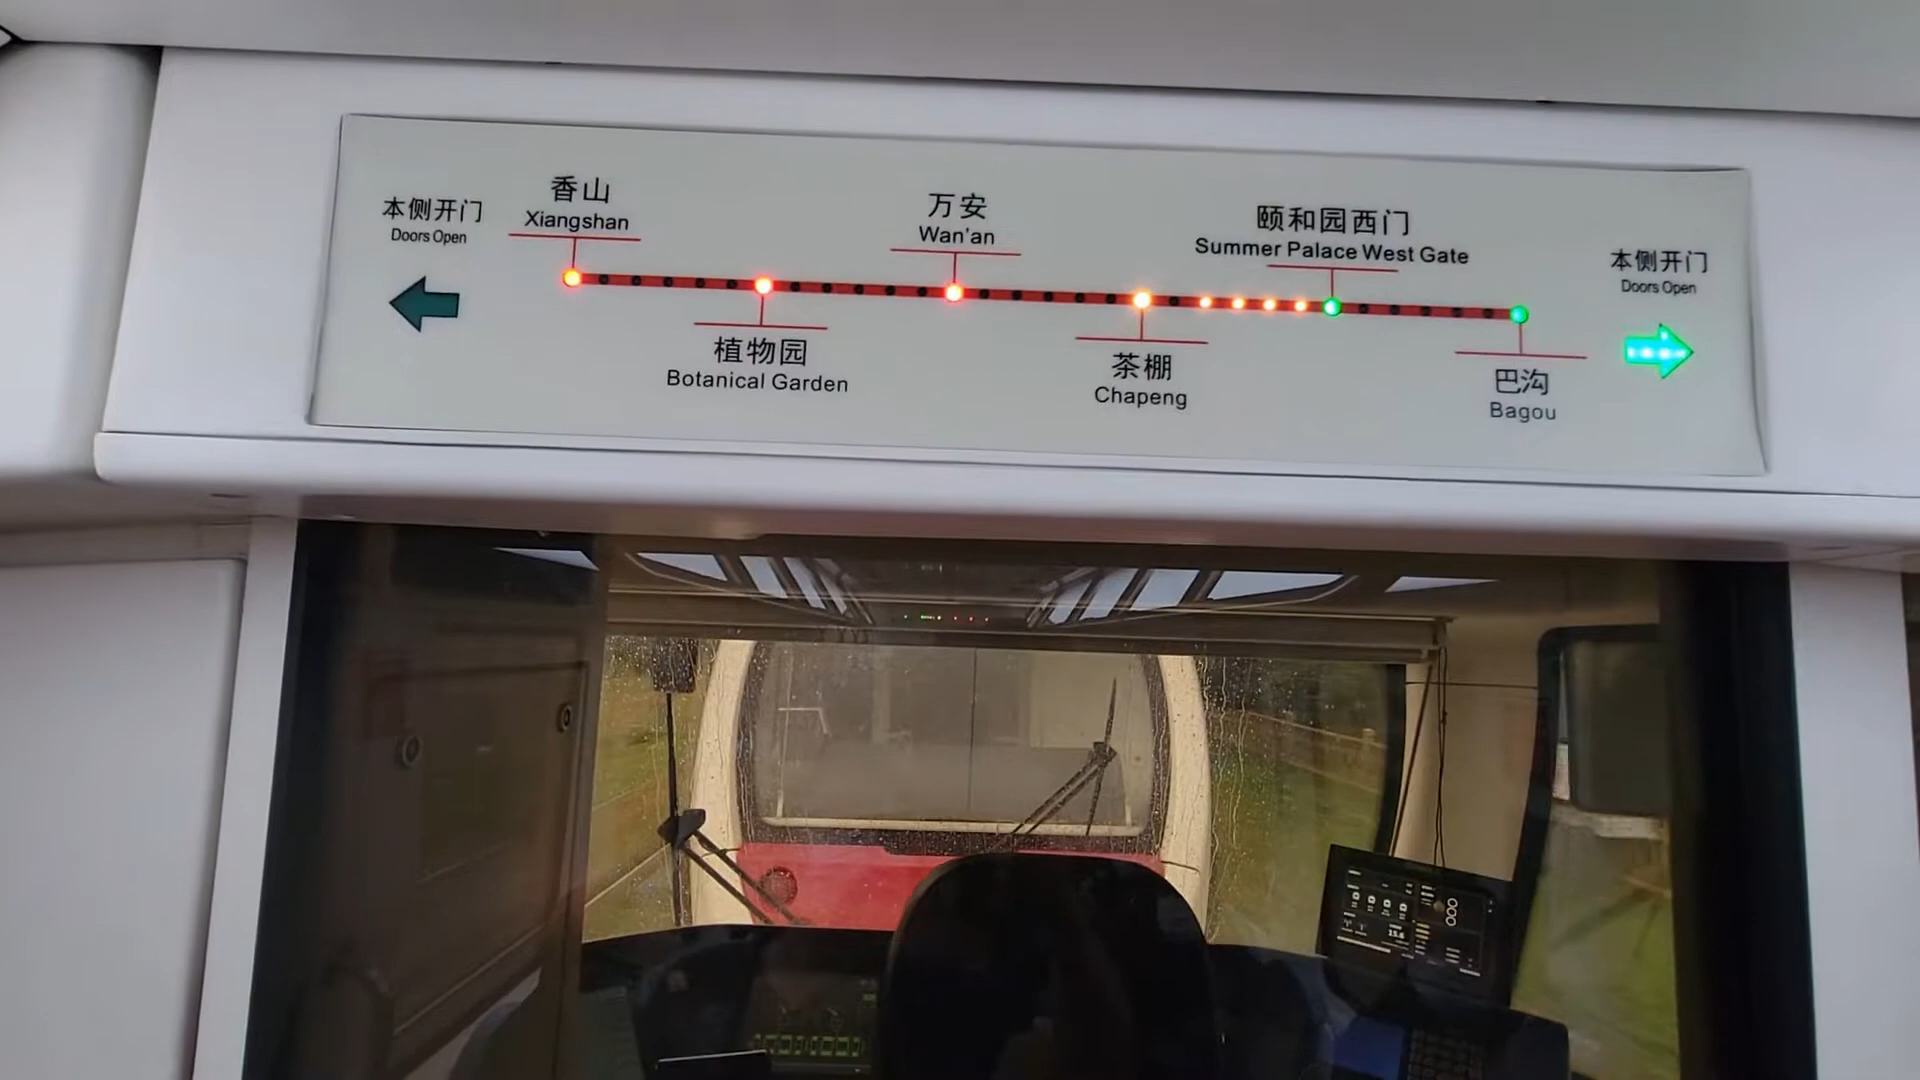 本侧开门
Doors Open
香山
Xiangshan
植物园
Botanical Garden
万安
Wan'an
茶棚
Chapeng
颐和园西门
Summer Palace West Gate
巴沟
Bagou
本侧开门
Doors Open